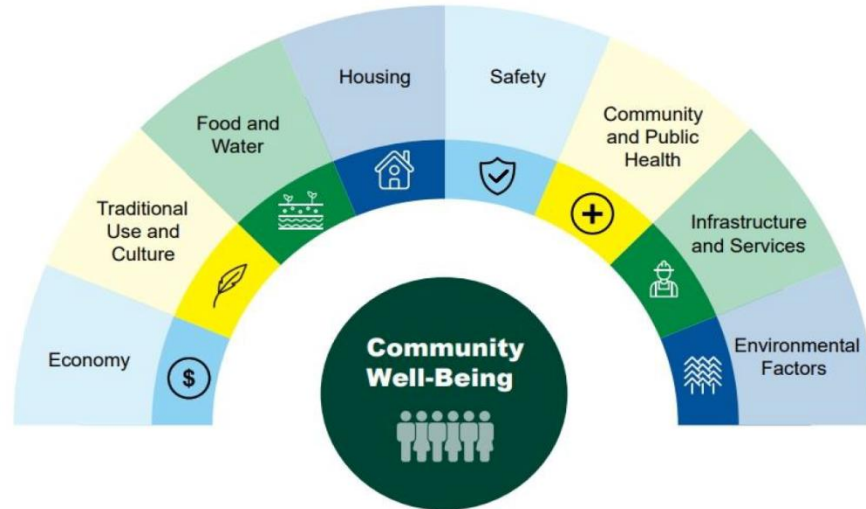 Economy
$
Traditional
Use and
Culture
Food and
Water
Housing
Safety
Community
and Public
Health
Infrastructure
and Services
Environmental
Factors
Community
Well-Being